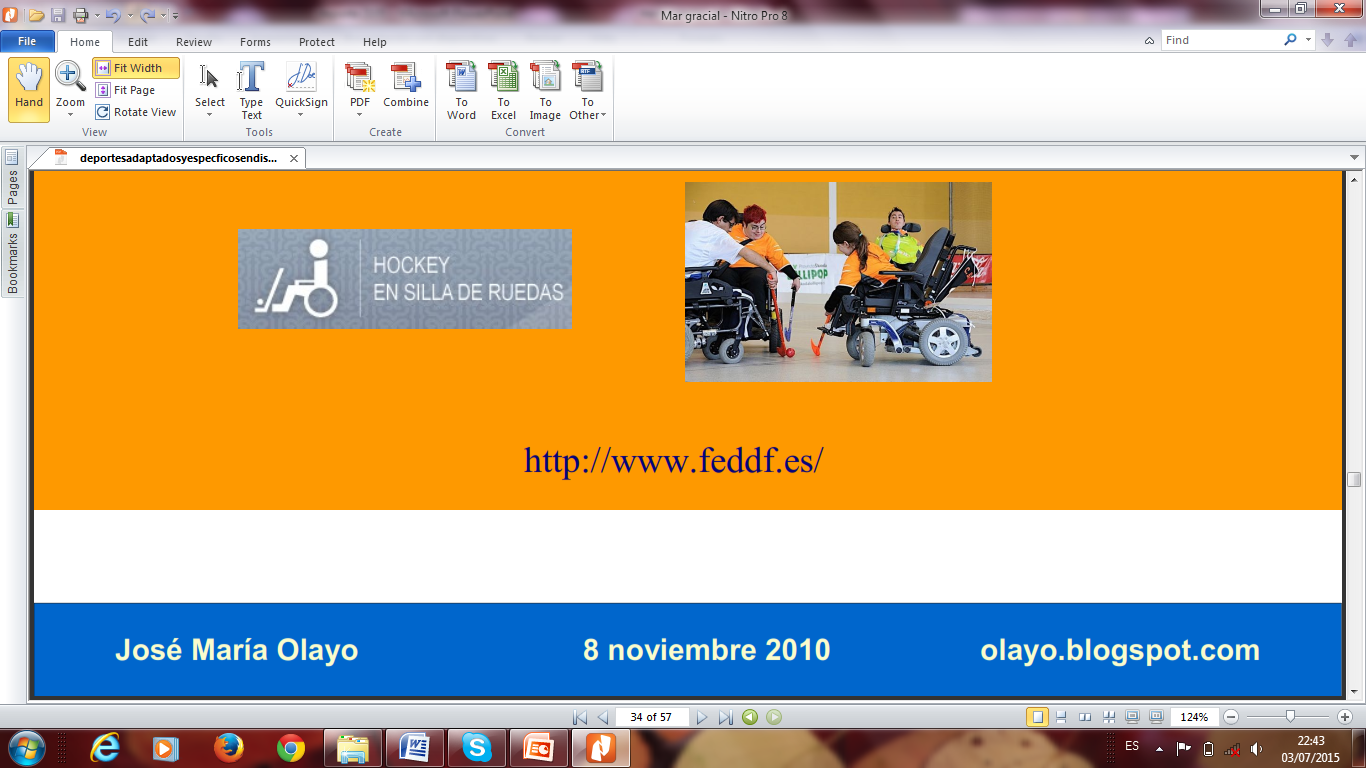 Mar gracial - Nitro Pro 8
File
Home
Edit
Review
Forms
Protect
Help
Find
Hand
Zoom
Fit Width
Fit Page
Rotate View
View
Select
Type
Text
QuickSign
Tools
PDF
Combine
Create
To
Word
To
Excel
To
Image
To
Other
Convert
deportesadaptadosyespecficosendis...
Pages
Bookmarks
HOCKEY
EN SILLA DE RUEDAS
http://www.feddf.es/
José María Olayo
8 noviembre 2010
olayo.blogspot.com
34 of 57
124%
ES
22:43
03/07/2015